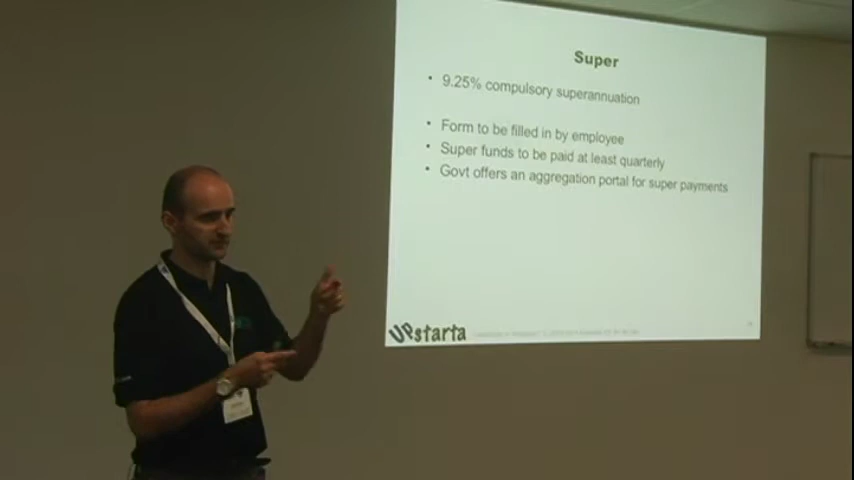 Super
• 9.25% compulsory superannuation
• Form to be filled in by employee
• Super funds to be paid at least quarterly
• Govt offers an aggregation portal for super payments
UPstarta